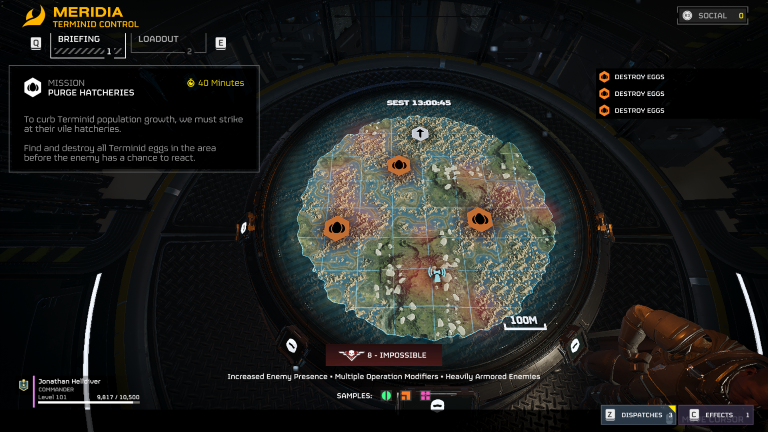 MERIDIA
TERMINID CONTROL
SOCIAL 0
Q
BRIEFING
1
LOADOUT
2
E
MISSION
PURGE HATCHERIES
40 Minutes
To curb Terminid population growth, we must strike
at their vile hatcheries.
Find and destroy all Terminid eggs in the area
before the enemy has a chance to react.
DESTROY EGGS
DESTROY EGGS
DESTROY EGGS
SEST 13:00:45
100M
8 - IMPOSSIBLE
Increased Enemy Presence • Multiple Operation Modifiers • Heavily Armored Enemies
SAMPLES:
Jonathan Helldiver
COMMANDER
Level 101
9,817 / 10,500
Z DISPATCHES 3
C EFFECTS 1
CURSOR